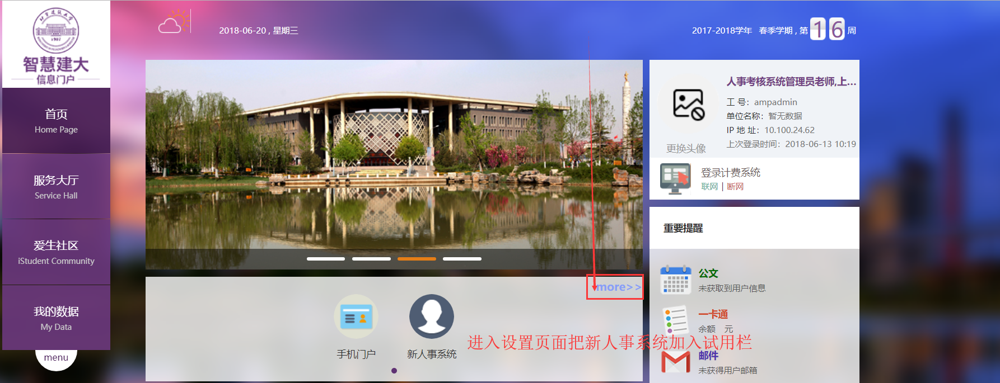 北京建筑大学
1907
智慧建大
信息门户
首页
Home Page
服务大厅
Service Hall
爱生社区
iStudent Community
我的数据
My Data
menu
2018-06-20 , 星期三
2017-2018学年 春季学期 , 第 16 周
more>>
手机门户
新人事系统
进入设置页面把新人事系统加入试用栏
人事考核系统管理员老师,上...
工 号：ampadmin
单位名称：暂无数据
IP 地 址：10.100.24.62
上次登录时间：2018-06-13 10:19
更换头像
登录计费系统
联网 | 断网
重要提醒
公文
未获取到用户信息
一卡通
余额 元
邮件
未获得用户邮箱